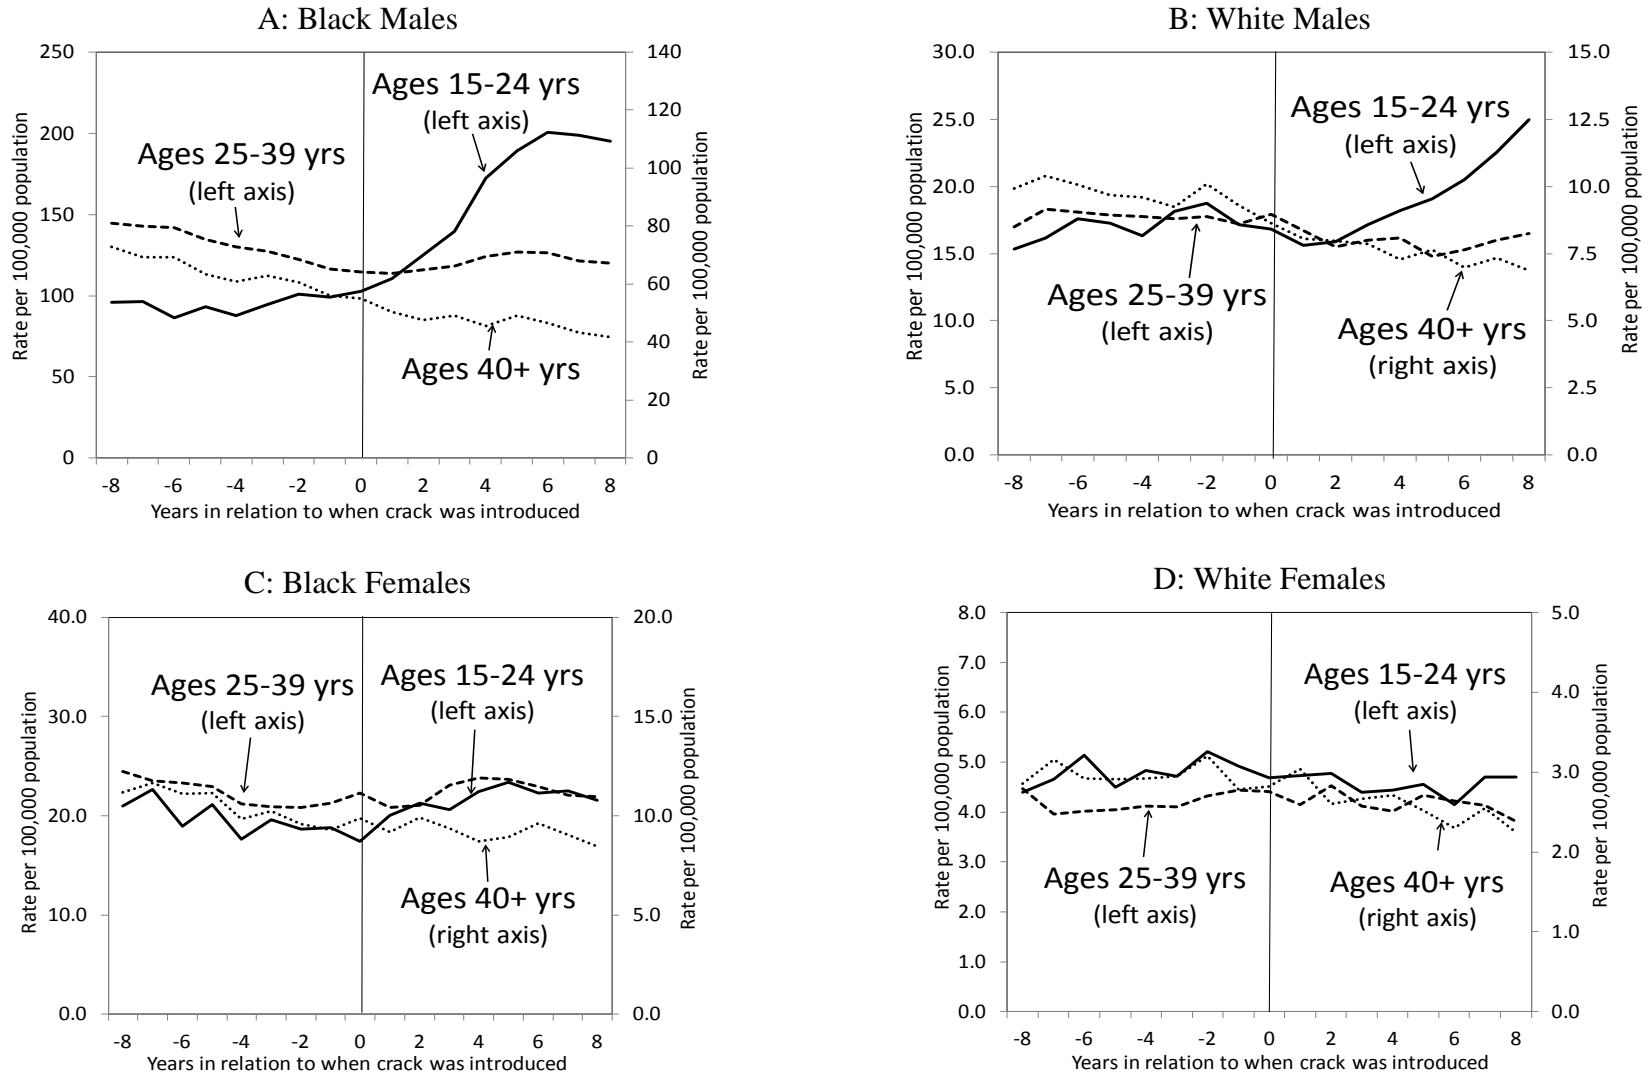 A: Black Males
250
200
150
100
50
0
140
120
100
80
60
40
20
0
Rate per 100,000 population
Rate per 100,000 population
Ages 15-24 yrs
(left axis)
Ages 25-39 yrs
(left axis)
Ages 40+ yrs
-8 -6 -4 -2 0 2 4 6 8
Years in relation to when crack was introduced
B: White Males
30.0
25.0
20.0
15.0
10.0
5.0
0.0
15.0
12.5
10.0
7.5
5.0
2.5
0.0
Rate per 100,000 population
Rate per 100,000 population
Ages 15-24 yrs
(left axis)
Ages 25-39 yrs
(left axis)
Ages 40+ yrs
(right axis)
-8 -6 -4 -2 0 2 4 6 8
Years in relation to when crack was introduced
C: Black Females
40.0
30.0
20.0
10.0
0.0
20.0
15.0
10.0
5.0
0.0
Rate per 100,000 population
Rate per 100,000 population
Ages 25-39 yrs
(left axis)
Ages 15-24 yrs
(left axis)
Ages 40+ yrs
(right axis)
-8 -6 -4 -2 0 2 4 6 8
Years in relation to when crack was introduced
D: White Females
8.0
7.0
6.0
5.0
4.0
3.0
2.0
1.0
0.0
5.0
4.0
3.0
2.0
1.0
0.0
Rate per 100,000 population
Rate per 100,000 population
Ages 15-24 yrs
(left axis)
Ages 25-39 yrs
(left axis)
Ages 40+ yrs
(right axis)
-8 -6 -4 -2 0 2 4 6 8
Years in relation to when crack was introduced